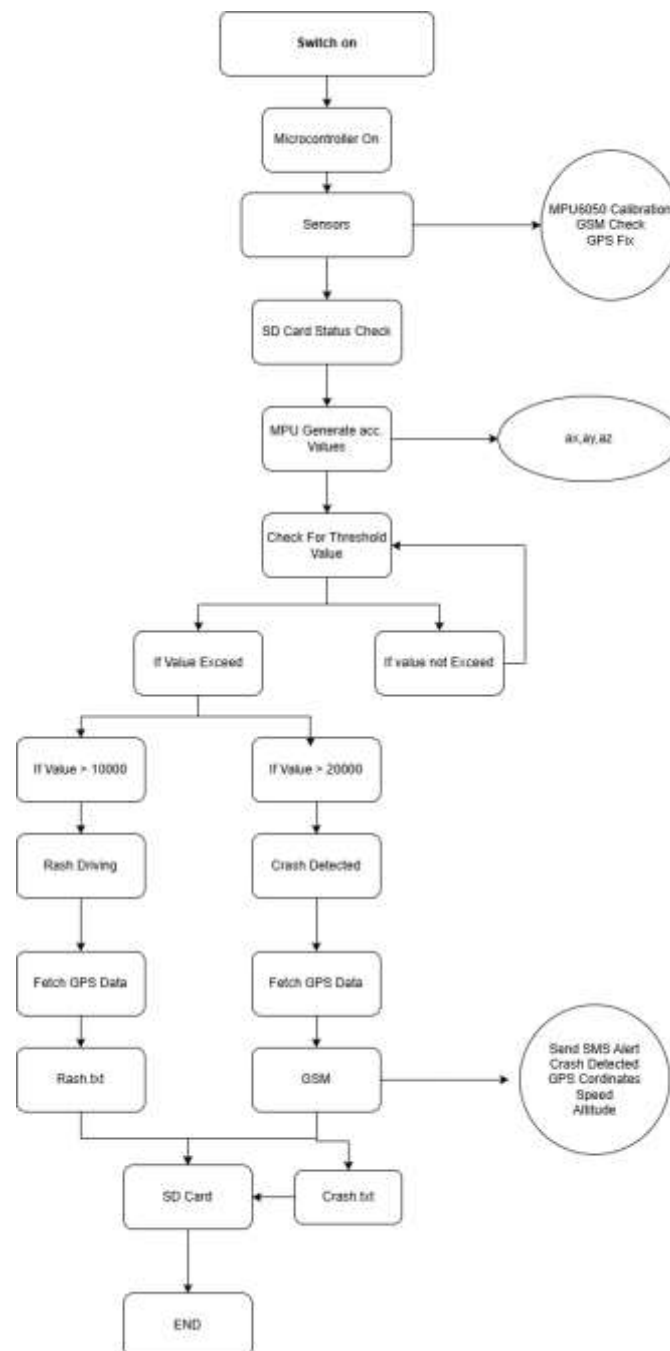 Switch on
Microcontroller On
Sensors
MPU6050 Calibration
GSM Check
GPS Fix
SD Card Status Check
MPU Generate acc.
Values
ax,ay,az
Check For Threshold
Value
If Value Exceed
If value not Exceed
If Value > 10000
If Value > 20000
Rash Driving
Crash Detected
Fetch GPS Data
Fetch GPS Data
Rash.txt
GSM
Send SMS Alert
Crash Detected
GPS Cordinates
Speed
Altitude
SD Card
Crash.txt
END